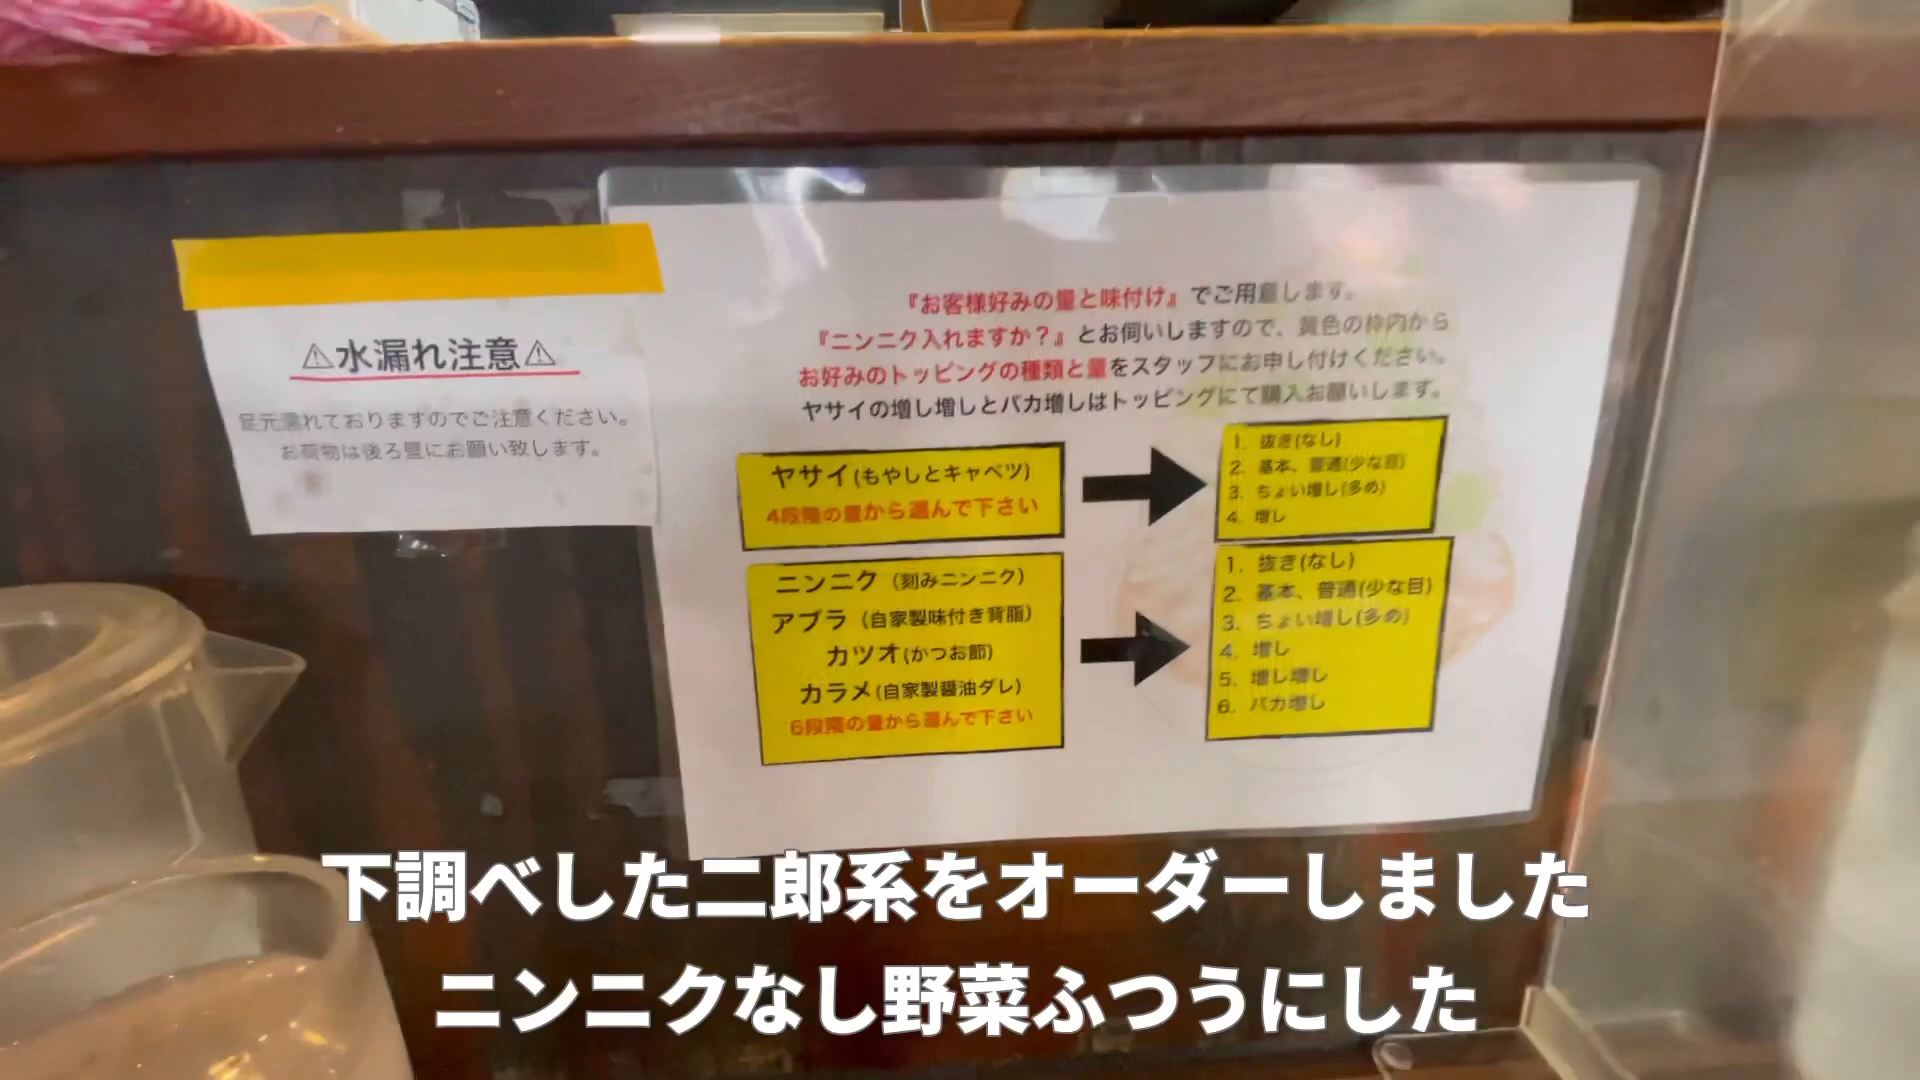 ⚠水漏れ注意⚠
足元濡れておりますのでご注意ください。
お荷物は後ろ畳にお願い致します。
『お客様好みの量と味付け』でご用意します。
『ニンニク入れますか？』とお伺いしますので、黄色の枠内から
お好みのトッピングの種類と量をスタッフにお申し付けください。
ヤサイの増し増しとバカ増しはトッピングにて購入お願いします。
ヤサイ(もやしとキャベツ)
4段階の量から選んで下さい
1. 抜き(なし)
2. 基本、普通(少な目)
3. ちょい増し(多め)
4. 増し
ニンニク（刻みニンニク）
アブラ（自家製味付き背脂）
カツオ(かつお節)
カラメ(自家製醤油ダレ)
6段階の量から選んで下さい
1. 抜き(なし)
2. 基本、普通(少な目)
3. ちょい増し(多め)
4. 増し
5. 増し増し
6. バカ増し
下調べした二郎系をオーダーしました
ニンニクなし野菜ふつうにした